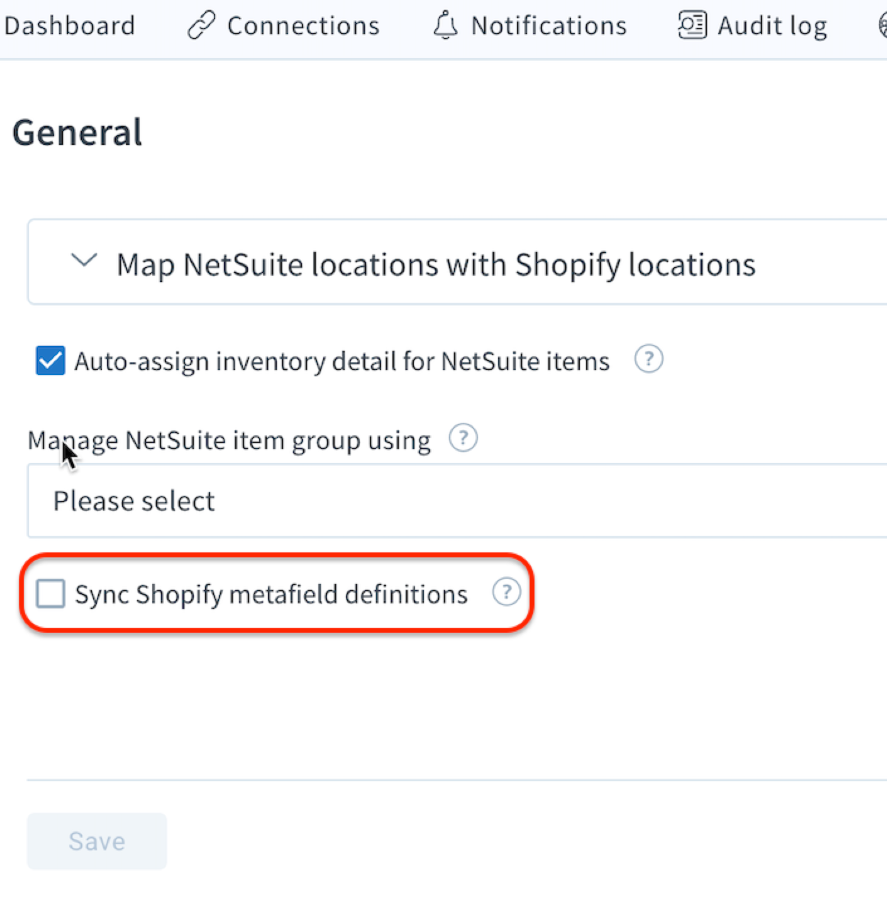 Dashboard Connections Notifications Audit log
General
Map NetSuite locations with Shopify locations
Auto-assign inventory detail for NetSuite items ?
Manage NetSuite item group using ?
Please select
Sync Shopify metafield definitions ?
Save